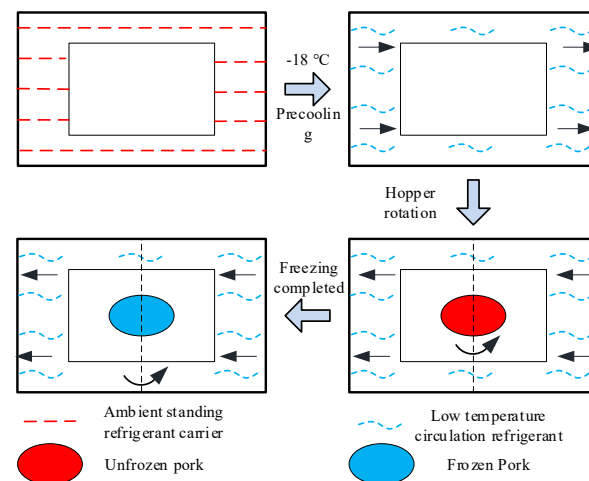 -18 °C
Precoolin
g
Hopper
rotation
Freezing
completed
Ambient standing
refrigerant carrier
Low temperature
circulation refrigerant
Unfrozen pork
Frozen Pork